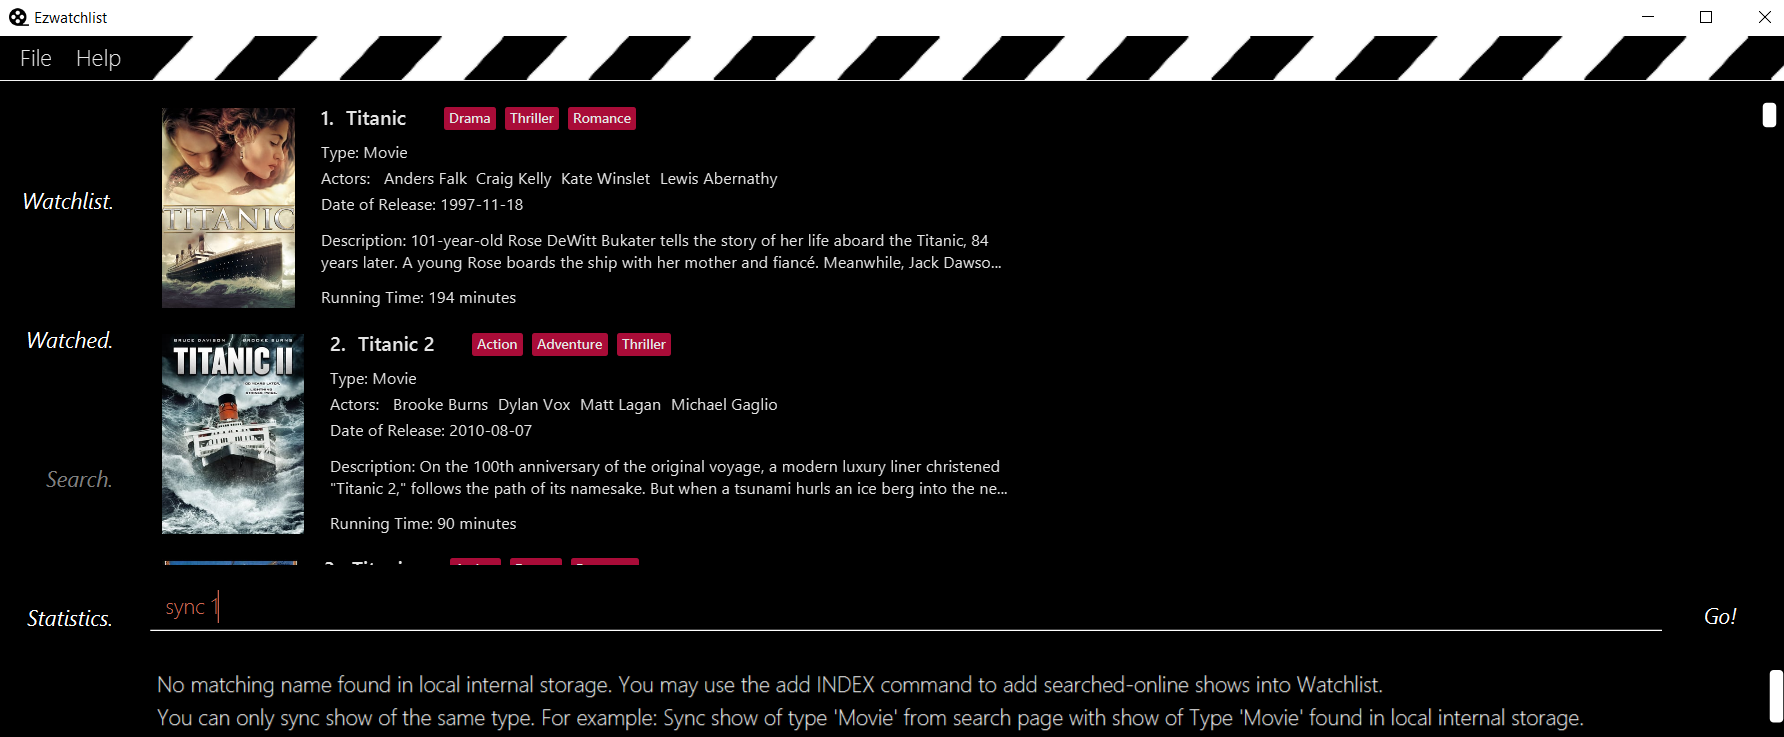 Ezwatchlist
File Help
Watchlist.
Watched.
Search.
Statistics.
TITANIC
1. Titanic Drama Thriller Romance
Type: Movie
Actors: Anders Falk Craig Kelly Kate Winslet Lewis Abernathy
Date of Release: 1997-11-18
Description: 101-year-old Rose DeWitt Bukater tells the story of her life aboard the Titanic, 84
years later. A young Rose boards the ship with her mother and fiancé. Meanwhile, Jack Dawso...
Running Time: 194 minutes
BRUCE DAVISON BROOKE BURNS
TITANIC II
2. Titanic 2 Action Adventure Thriller
Type: Movie
Actors: Brooke Burns Dylan Vox Matt Lagan Michael Gaglio
Date of Release: 2010-08-07
Description: On the 100th anniversary of the original voyage, a modern luxury liner christened
"Titanic 2," follows the path of its namesake. But when a tsunami hurls an ice berg into the ne...
Running Time: 90 minutes
sync 1
Go!
No matching name found in local internal storage. You may use the add INDEX command to add searched-online shows into Watchlist.
You can only sync show of the same type. For example: Sync show of type 'Movie' from search page with show of Type 'Movie' found in local internal storage.